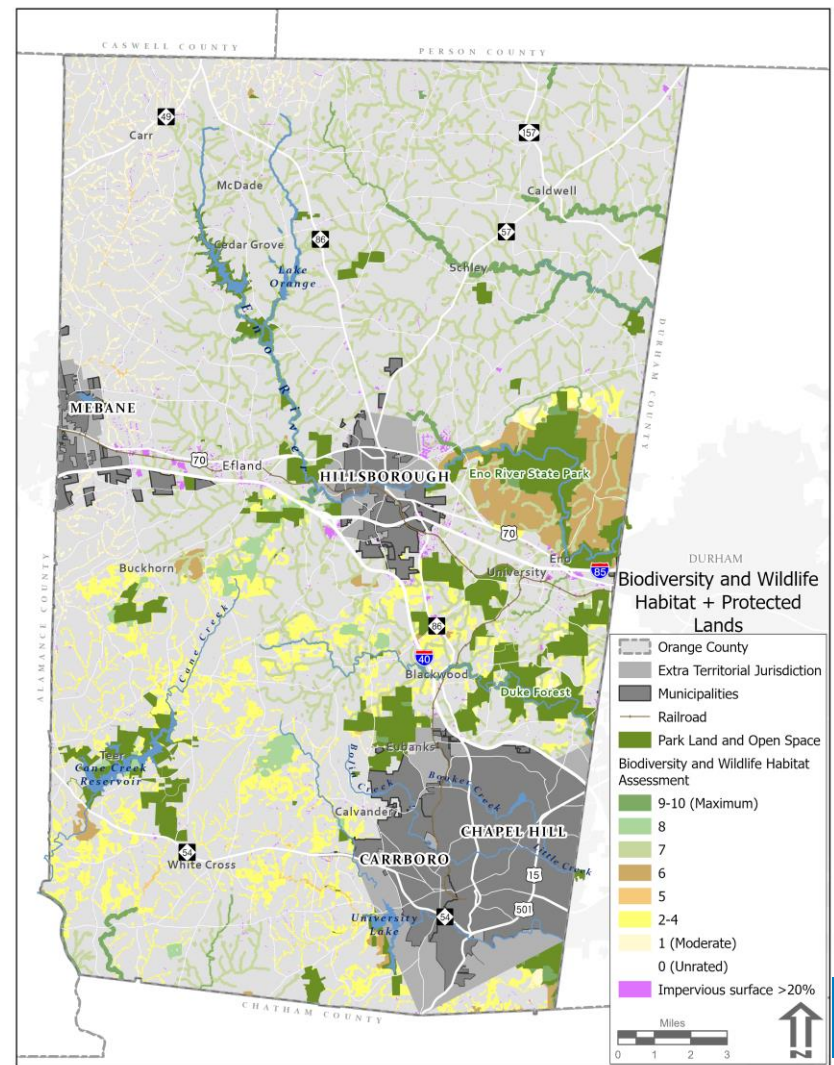 CASWELL COUNTY
PERSON COUNTY
49
Carr
157
McDade
Caldwell
86
57
Cedar Grove
Schley
Lake
Orange
Eno River
DURHAM COUNTY
MEBANE
70
Efland
HILLSBOROUGH
Eno River State Park
70
Eno
University
85
DURHAM
Buckhorn
ALAMANCE COUNTY
Cane Creek
86
40
Blackwood
Duke Forest
Teer
Cane Creek
Reservoir
Eubanks
Bolin Creek
Booker Creek
Calvander
CHAPEL HILL
54
White Cross
CARRBORO
Little Creek
15
501
54
University
Lake
CHATHAM COUNTY
Biodiversity and Wildlife
Habitat + Protected
Lands
Orange County
Extra Territorial Jurisdiction
Municipalities
Railroad
Park Land and Open Space
Biodiversity and Wildlife Habitat
Assessment
9-10 (Maximum)
8
7
6
5
2-4
1 (Moderate)
0 (Unrated)
Impervious surface >20%
Miles
0 1 2 3
N